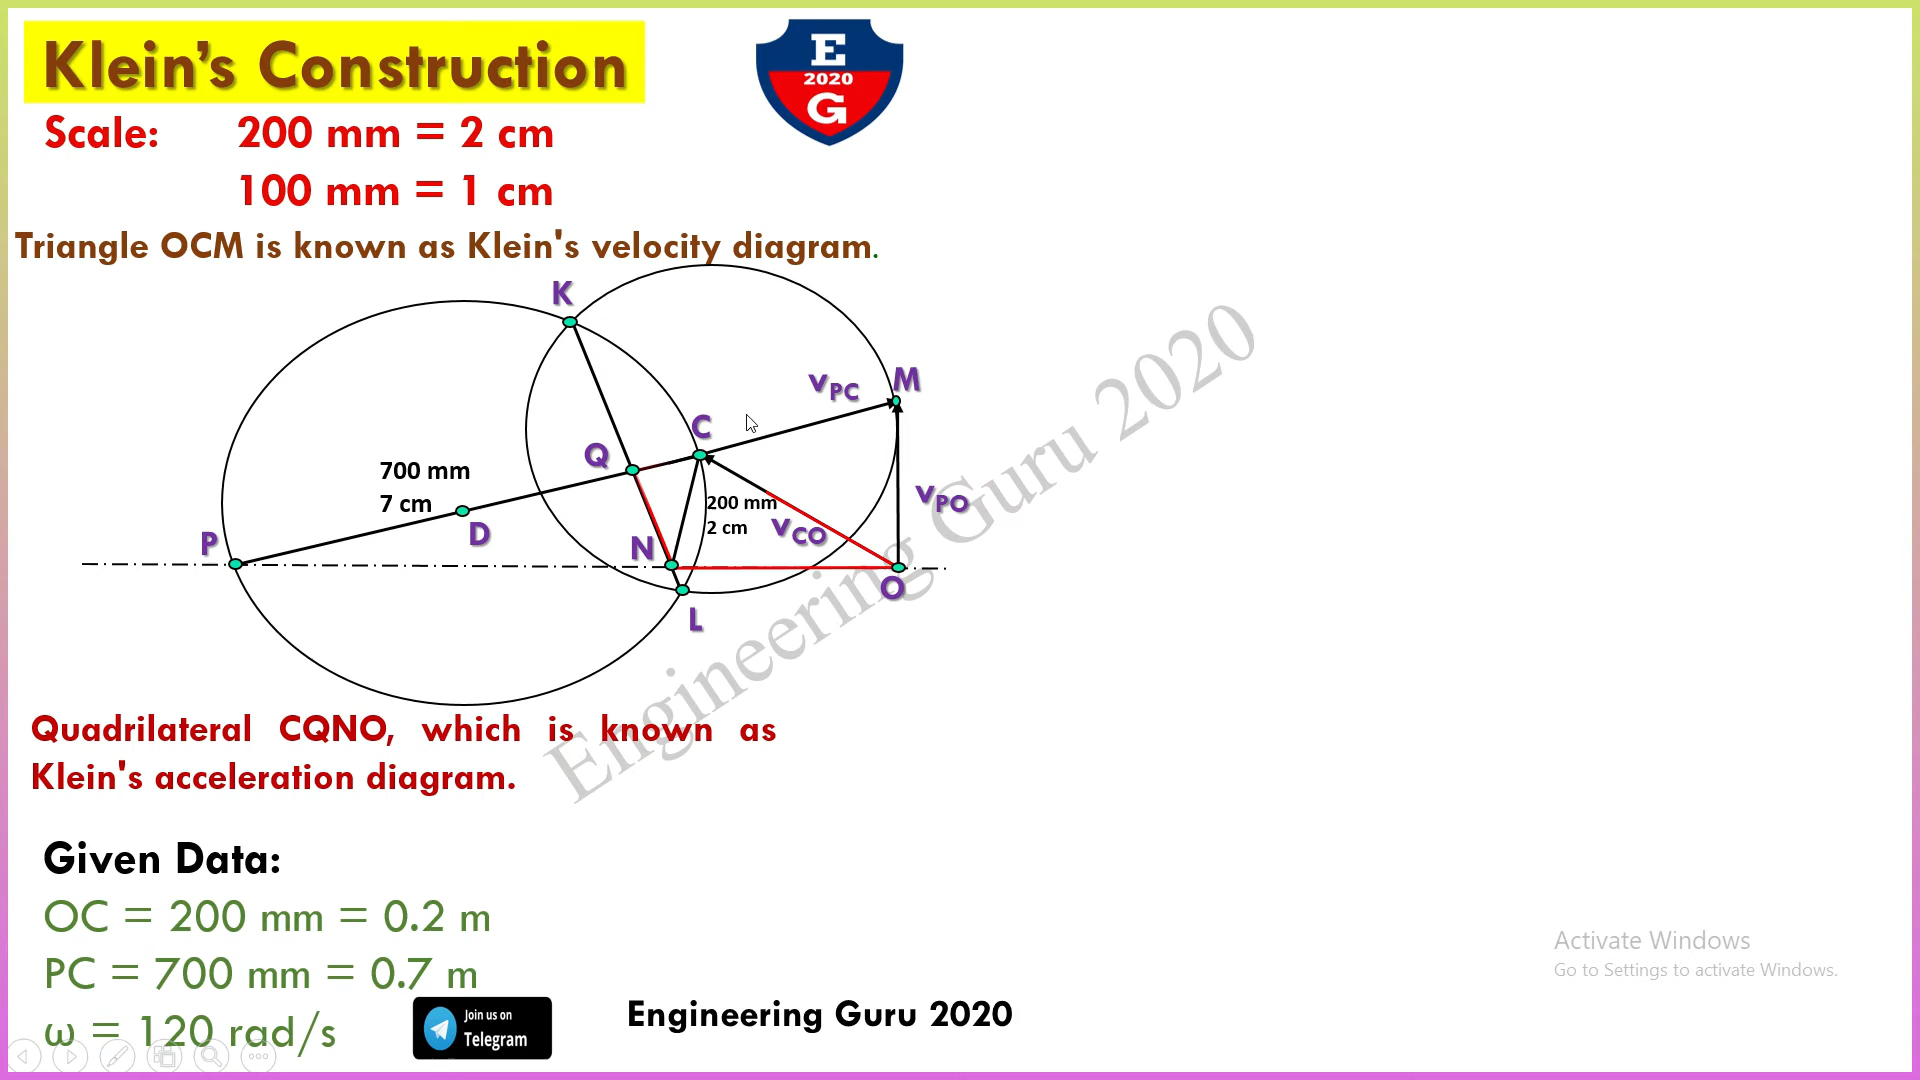 Klein's Construction
E
2020
G
Scale: 200 mm = 2 cm
100 mm = 1 cm
Triangle OCM is known as Klein's velocity diagram.
K
M
vPC
C
Q
700 mm
7 cm
200 mm
2 cm
vPO
vCO
P
D
N
O
L
Engineering Guru 2020
Quadrilateral CQNO, which is known as
Klein's acceleration diagram.
Given Data:
OC = 200 mm = 0.2 m
PC = 700 mm = 0.7 m
ω = 120 rad/s
Join us on
Telegram
Engineering Guru 2020
Activate Windows
Go to Settings to activate Windows.